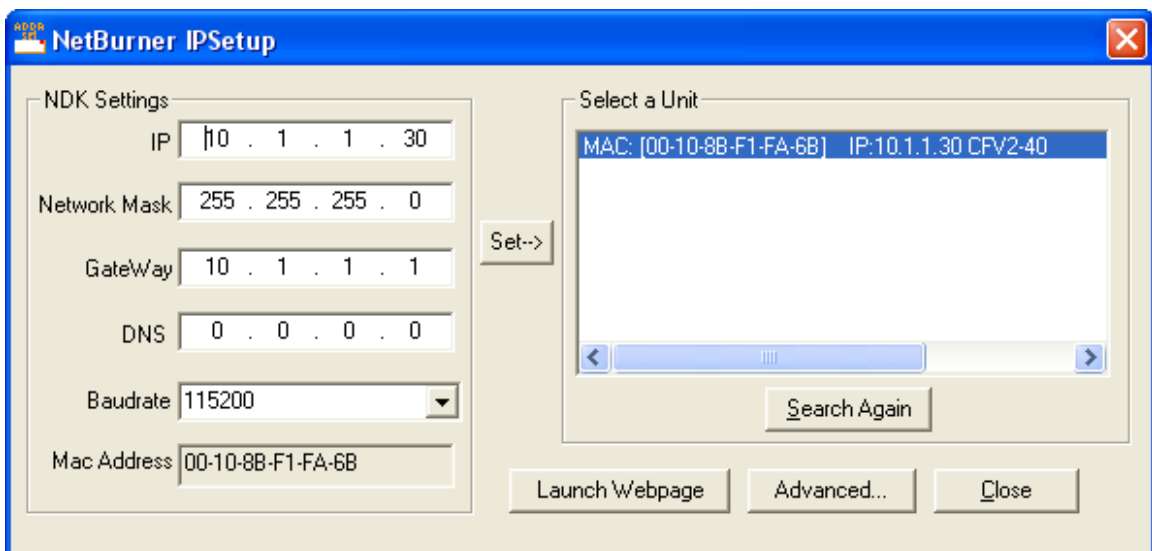 NetBurner IPSetup
NDK Settings
IP 10 . 1 . 1 . 30
Network Mask 255 . 255 . 255 . 0
GateWay 10 . 1 . 1 . 1
DNS 0 . 0 . 0 . 0
Baudrate 115200
Mac Address 00-10-8B-F1-FA-6B
Set-->
Select a Unit
MAC: [00-10-8B-F1-FA-6B] IP:10.1.1.30 CFV2-40
Search Again
Launch Webpage
Advanced...
Close